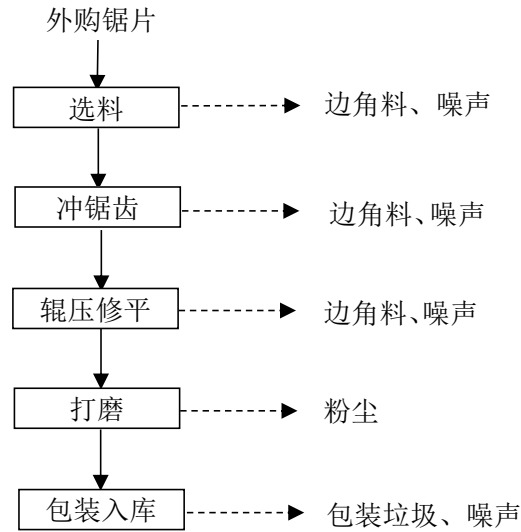 外购锯片
选料 边角料、噪声
冲锯齿 边角料、噪声
辊压修平 边角料、噪声
打磨 粉尘
包装入库 包装垃圾、噪声